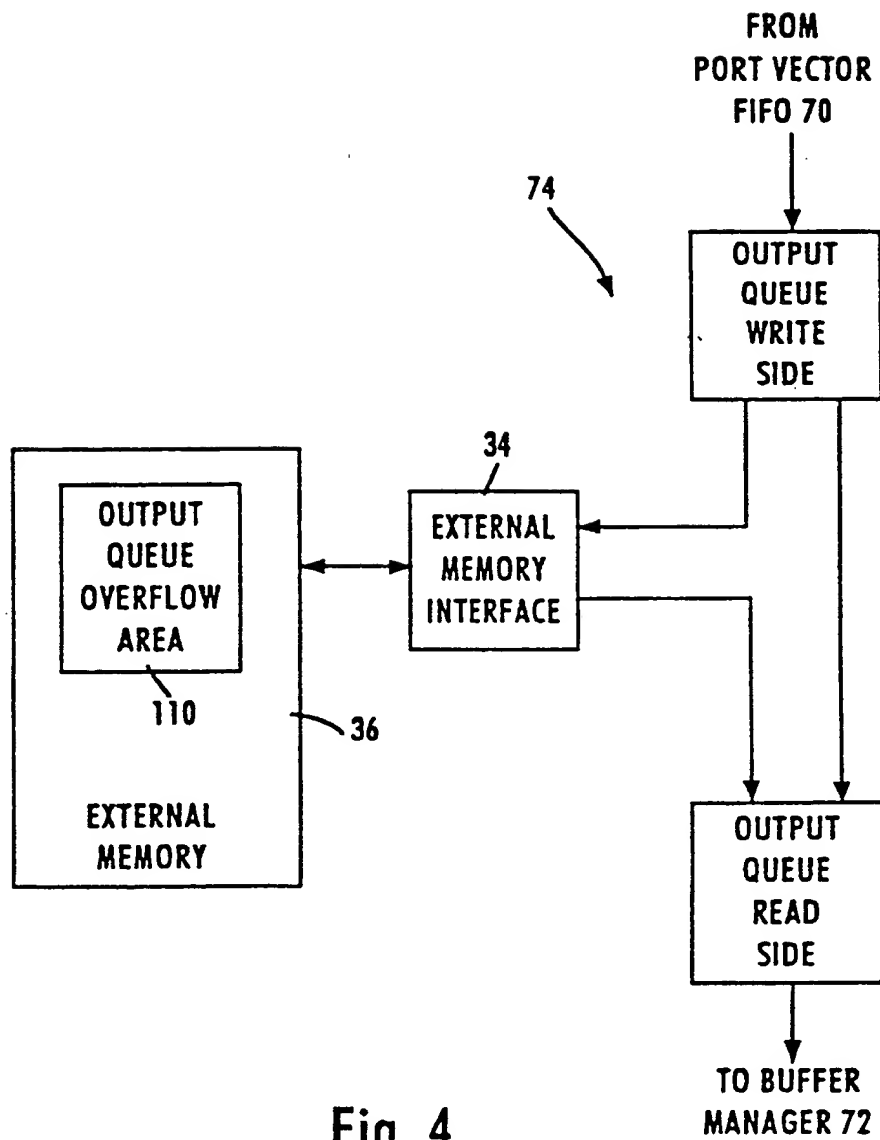 FROM
PORT VECTOR
FIFO 70
74
OUTPUT
QUEUE
WRITE
SIDE
34
EXTERNAL
MEMORY
INTERFACE
OUTPUT
QUEUE
OVERFLOW
AREA
110
36
EXTERNAL
MEMORY
OUTPUT
QUEUE
READ
SIDE
TO BUFFER
MANAGER 72
Fig. 4